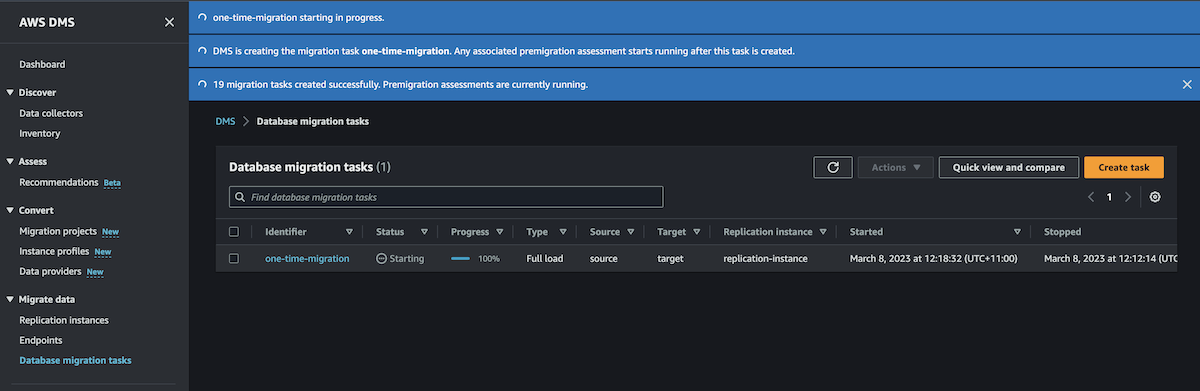 AWS DMS
Dashboard
Discover
Data collectors
Inventory
Assess
Recommendations Beta
Convert
Migration projects New
Instance profiles New
Data providers New
Migrate data
Replication instances
Endpoints
Database migration tasks
one-time-migration starting in progress.
DMS is creating the migration task one-time-migration. Any associated premigration assessment starts running after this task is created.
19 migration tasks created successfully. Premigration assessments are currently running.
DMS > Database migration tasks
Database migration tasks (1)
Actions Quick view and compare Create task
Find database migration tasks
1
Identifier Status Progress Type Source Target Replication instance Started Stopped
one-time-migration Starting 100% Full load source target replication-instance March 8, 2023 at 12:18:32 (UTC+11:00) March 8, 2023 at 12:12:14 (UTC